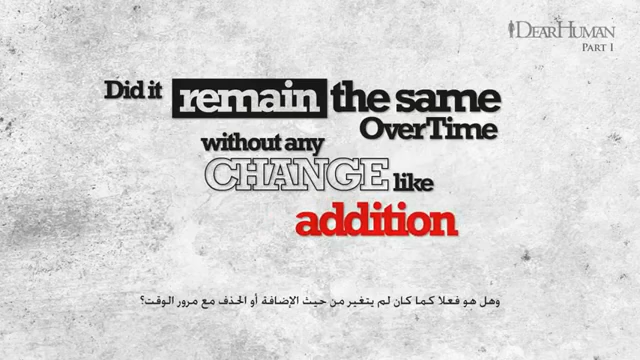 DearHuman
Part 1
Did it remain the same
OverTime
without any
CHANGE like
addition
وهل هو فعلا كما كان لم يتغير من حيث الإضافة أو الحذف مع مرور الوقت؟